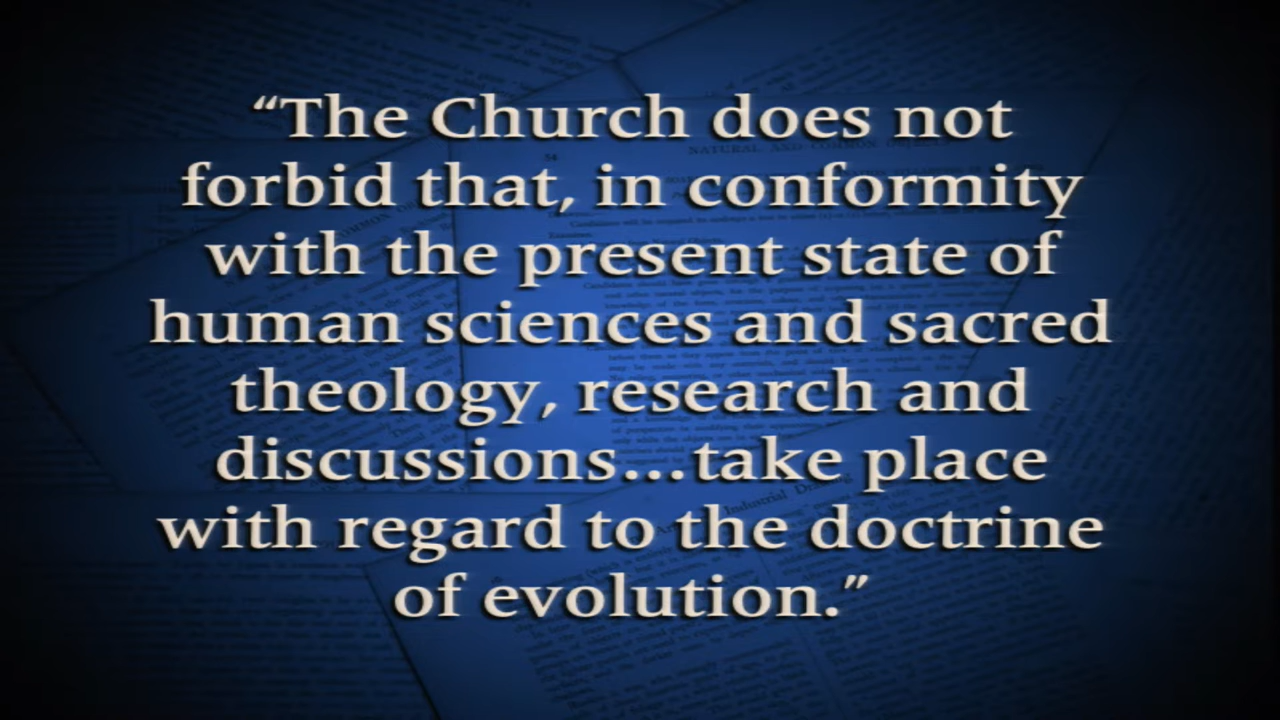 “The Church does not
forbid that, in conformity
with the present state of
human sciences and sacred
theology, research and
discussions...take place
with regard to the doctrine
of evolution.”